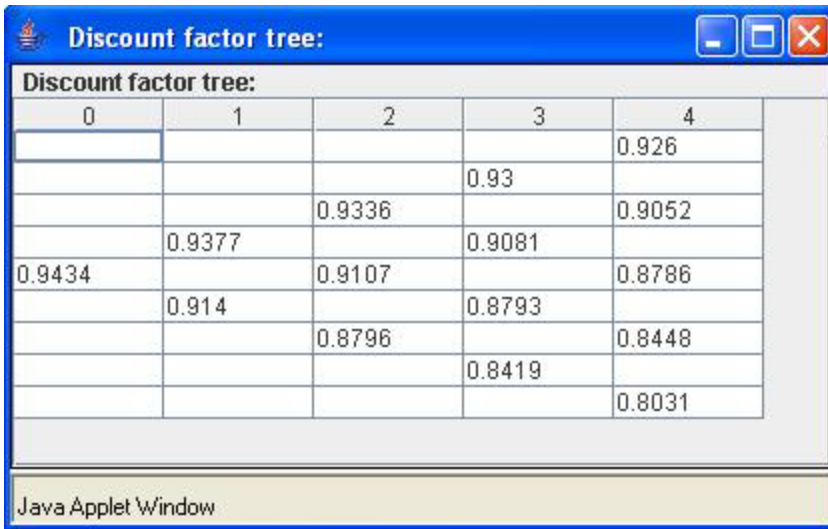 Discount factor tree:
Discount factor tree:
0 1 2 3 4
0.926
0.93
0.9336 0.9052
0.9377 0.9081
0.9434 0.9107 0.8786
0.914 0.8793
0.8796 0.8448
0.8419
0.8031
Java Applet Window